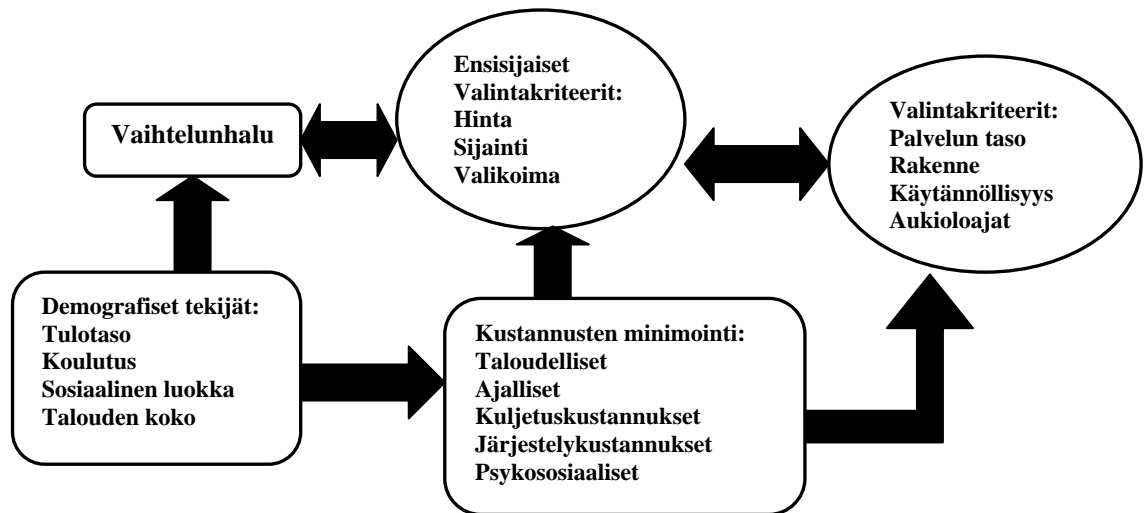 Vaihtelunhalu
Ensisijaiset
Valintakriteerit:
Hinta
Sijainti
Valikoima
Valintakriteerit:
Palvelun taso
Rakenne
Käytännöllisyys
Aukioloajat
Demografiset tekijät:
Tulotaso
Koulutus
Sosiaalinen luokka
Talouden koko
Kustannusten minimointi:
Taloudelliset
Ajalliset
Kuljetuskustannukset
Järjestelykustannukset
Psykososiaaliset